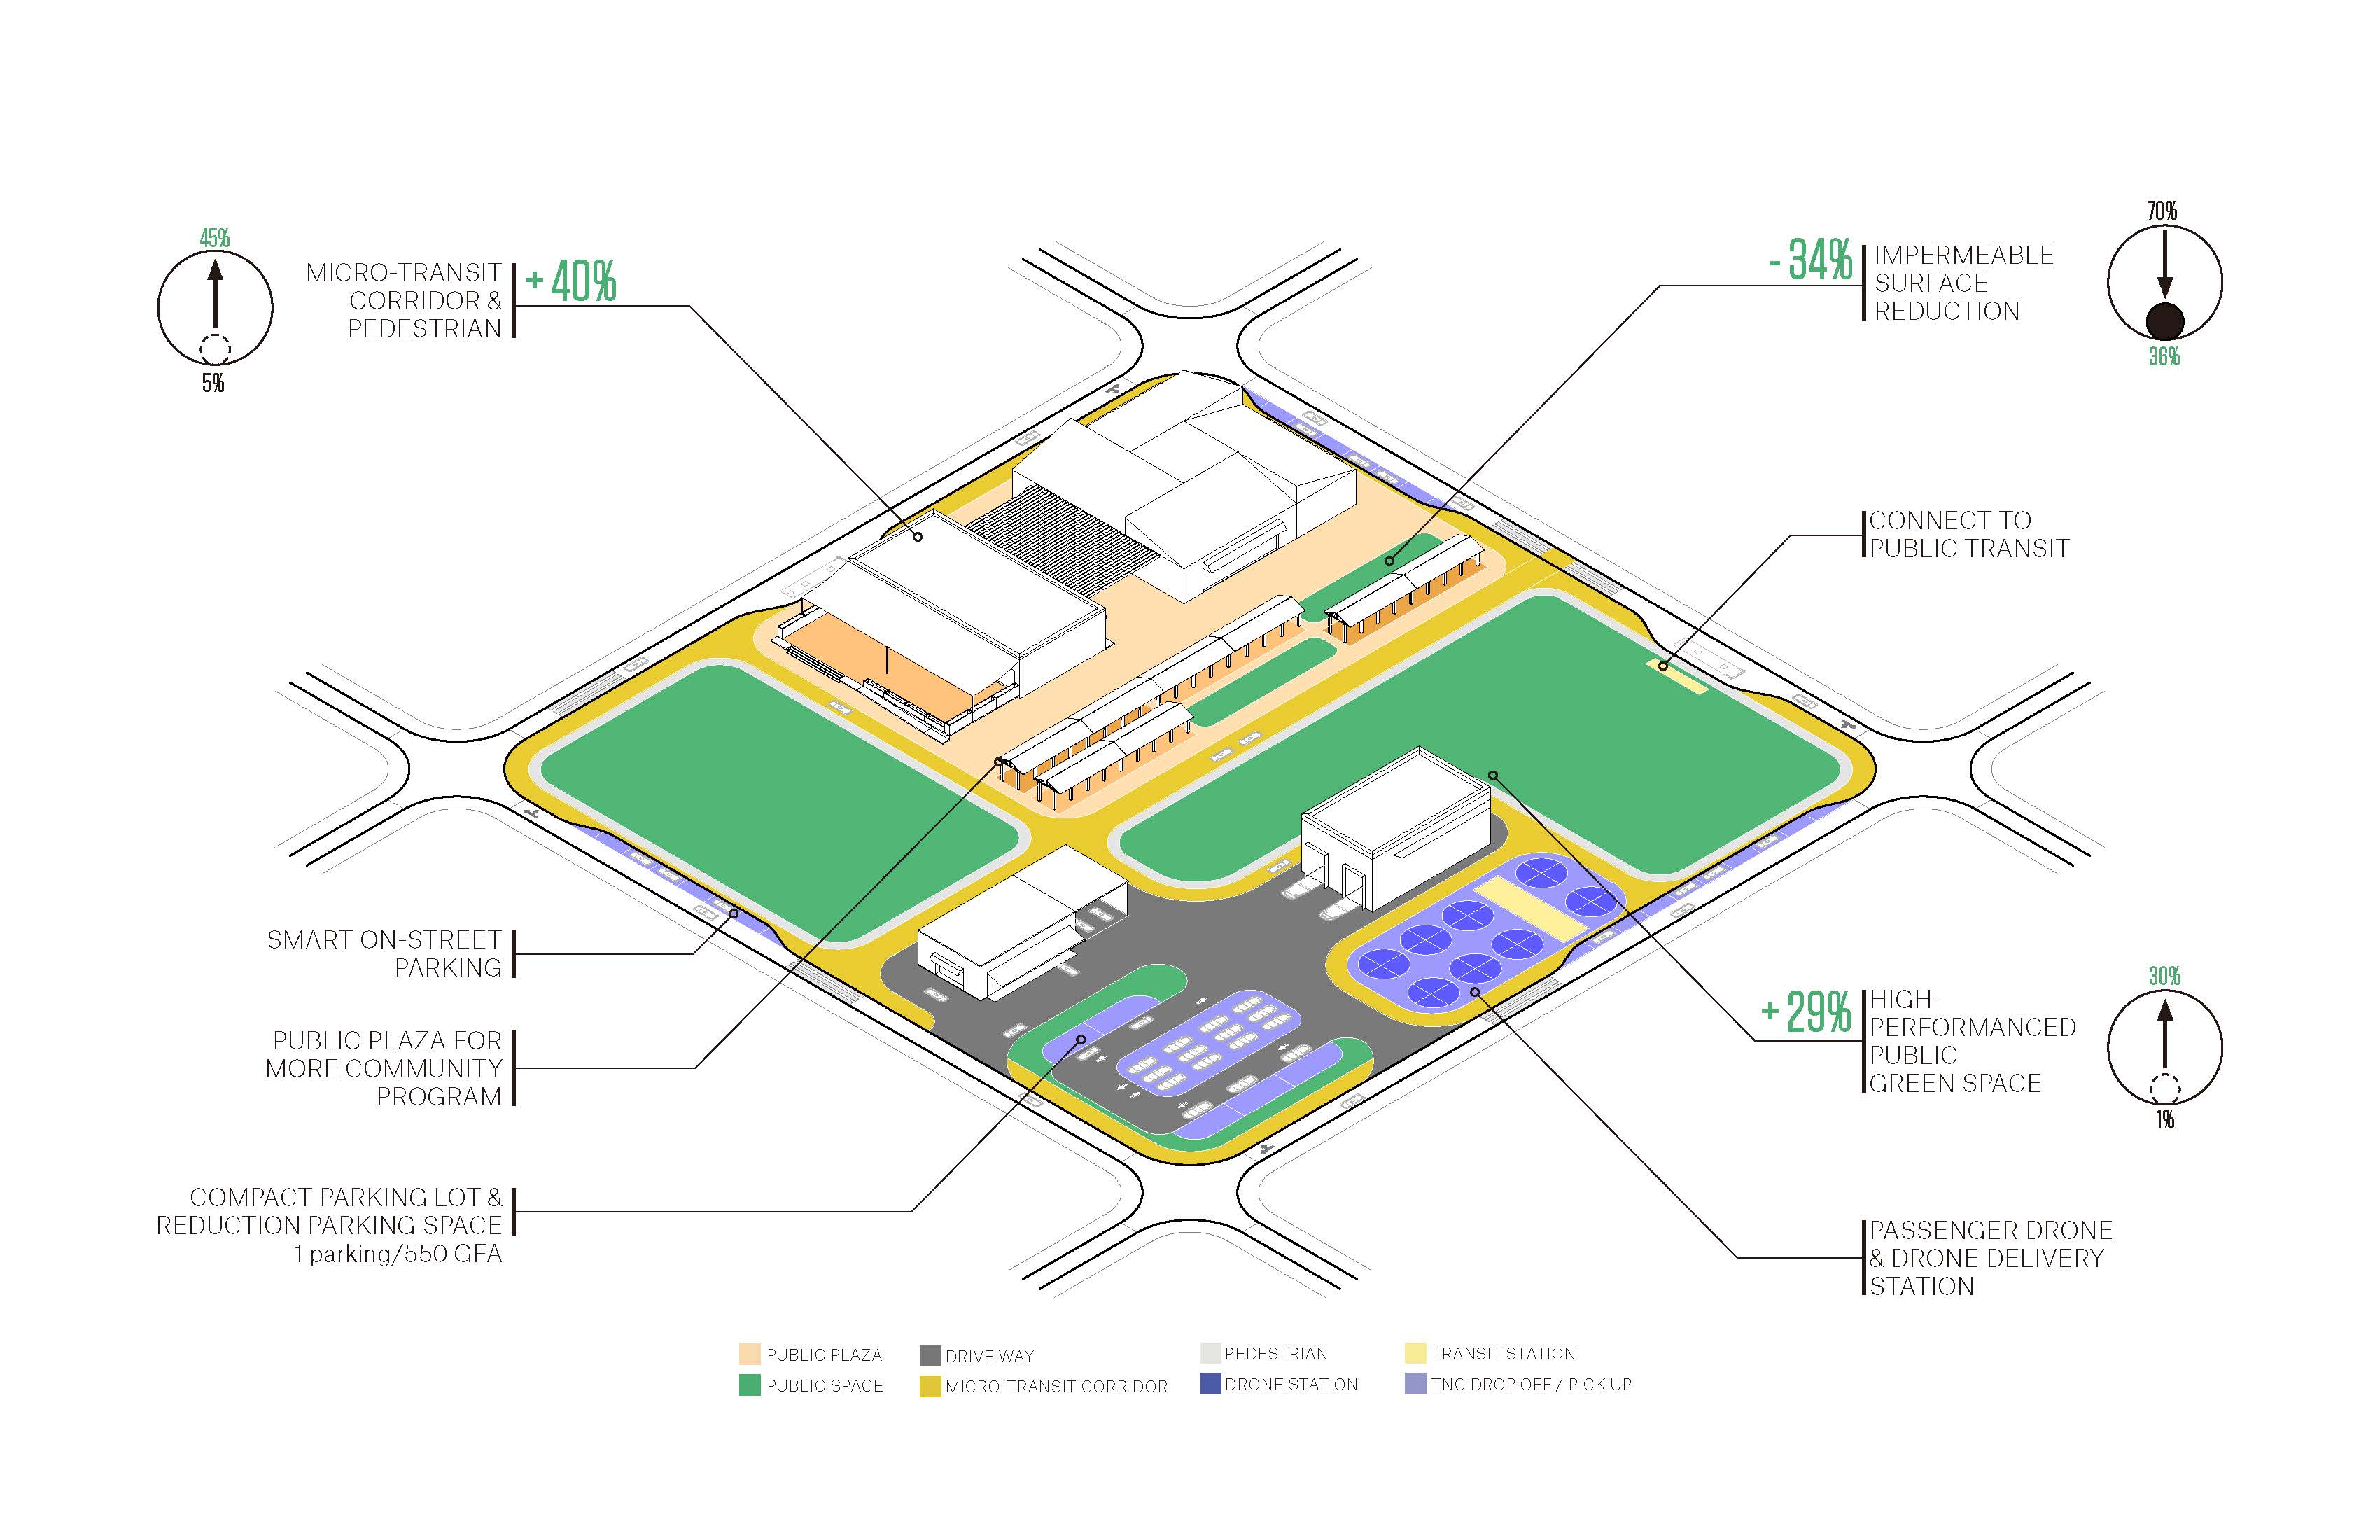 45%
5%
MICRO-TRANSIT
CORRIDOR &
PEDESTRIAN
+ 40%
- 34%
IMPERMEABLE
SURFACE
REDUCTION
70%
36%
CONNECT TO
PUBLIC TRANSIT
SMART ON-STREET
PARKING
PUBLIC PLAZA FOR
MORE COMMUNITY
PROGRAM
COMPACT PARKING LOT &
REDUCTION PARKING SPACE
1 parking/550 GFA
+ 29%
HIGH-
PERFORMANCED
PUBLIC
GREEN SPACE
30%
1%
PASSENGER DRONE
& DRONE DELIVERY
STATION
PUBLIC PLAZA
PUBLIC SPACE
DRIVE WAY
MICRO-TRANSIT CORRIDOR
PEDESTRIAN
DRONE STATION
TRANSIT STATION
TNC DROP OFF / PICK UP